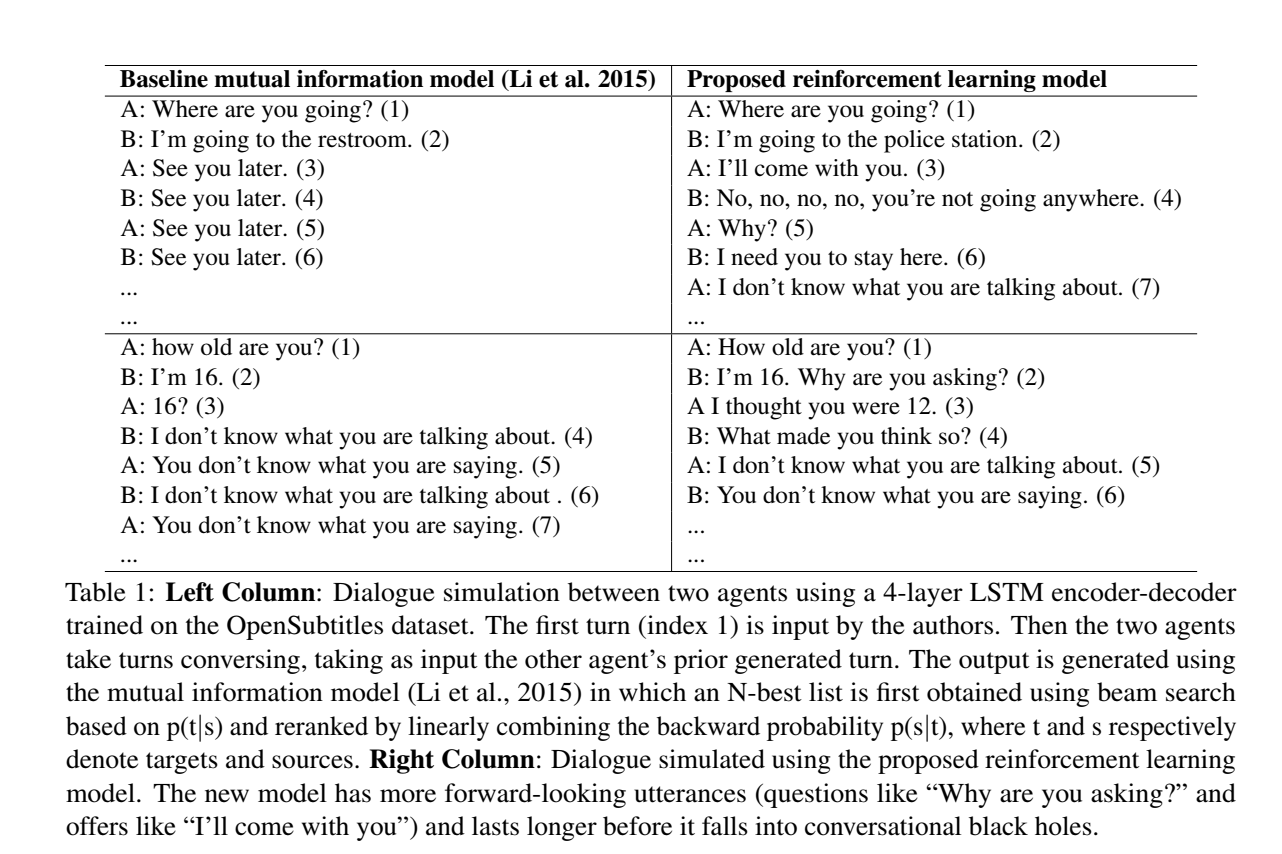 Baseline mutual information model (Li et al. 2015)
A: Where are you going? (1)
B: I’m going to the restroom. (2)
A: See you later. (3)
B: See you later. (4)
A: See you later. (5)
B: See you later. (6)
...
...
Proposed reinforcement learning model
A: Where are you going? (1)
B: I’m going to the police station. (2)
A: I’ll come with you. (3)
B: No, no, no, no, you’re not going anywhere. (4)
A: Why? (5)
B: I need you to stay here. (6)
A: I don’t know what you are talking about. (7)
...
A: how old are you? (1)
B: I’m 16. (2)
A: 16? (3)
B: I don’t know what you are talking about. (4)
A: You don’t know what you are saying. (5)
B: I don’t know what you are talking about . (6)
A: You don’t know what you are saying. (7)
...
A: How old are you? (1)
B: I’m 16. Why are you asking? (2)
A I thought you were 12. (3)
B: What made you think so? (4)
A: I don’t know what you are talking about. (5)
B: You don’t know what you are saying. (6)
...
...
Table 1: Left Column: Dialogue simulation between two agents using a 4-layer LSTM encoder-decoder
trained on the OpenSubtitles dataset. The first turn (index 1) is input by the authors. Then the two agents
take turns conversing, taking as input the other agent’s prior generated turn. The output is generated using
the mutual information model (Li et al., 2015) in which an N-best list is first obtained using beam search
based on p(t|s) and reranked by linearly combining the backward probability p(s|t), where t and s respectively
denote targets and sources. Right Column: Dialogue simulated using the proposed reinforcement learning
model. The new model has more forward-looking utterances (questions like “Why are you asking?” and
offers like “I’ll come with you”) and lasts longer before it falls into conversational black holes.